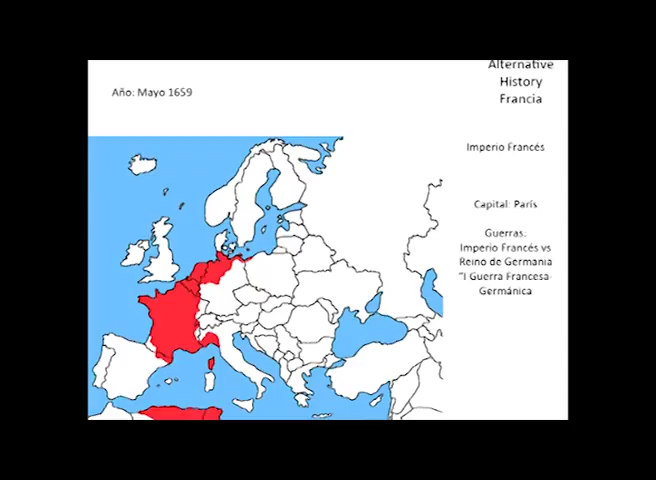 Alternative
History
Francia
Año: Mayo 1659
Imperio Francés
Capital: París
Guerras:
Imperio Francés vs
Reino de Germania
"I Guerra Francesa-
Germánica